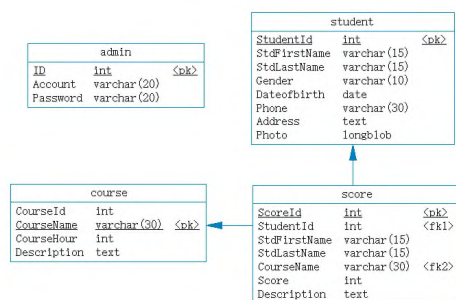 admin
ID int <pk>
Account varchar(20)
Password varchar(20)
student
StudentId int <pk>
StdFirstName varchar(15)
StdLastName varchar(15)
Gender varchar(10)
Dateofbirth date
Phone varchar(30)
Address text
Photo longblob
course
CourseId int
CourseName varchar(30) <pk>
CourseHour int
Description text
score
ScoreId int <pk>
StudentId int <fk1>
StdFirstName varchar(15)
StdLastName varchar(15)
CourseName varchar(30) <fk2>
Score int
Description text